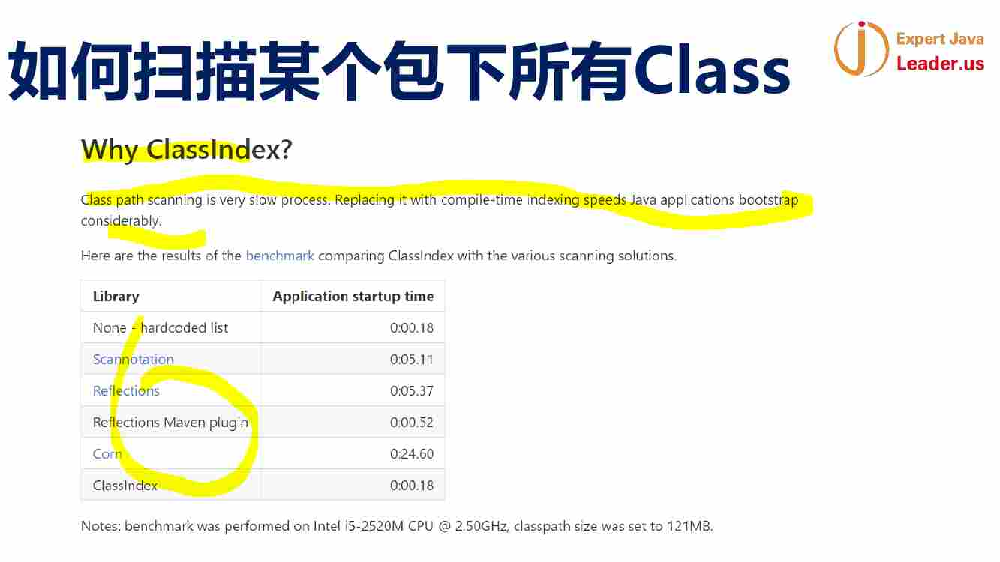 如何扫描某个包下所有Class
Expert Java
Leader.us
Why ClassIndex?
Class path scanning is very slow process. Replacing it with compile-time indexing speeds Java applications bootstrap
considerably.
Here are the results of the benchmark comparing ClassIndex with the various scanning solutions.
Library Application startup time
None - hardcoded list 0:00.18
Scannotation 0:05.11
Reflections 0:05.37
Reflections Maven plugin 0:00.52
Corn 0:24.60
ClassIndex 0:00.18
Notes: benchmark was performed on Intel i5-2520M CPU @ 2.50GHz, classpath size was set to 121MB.